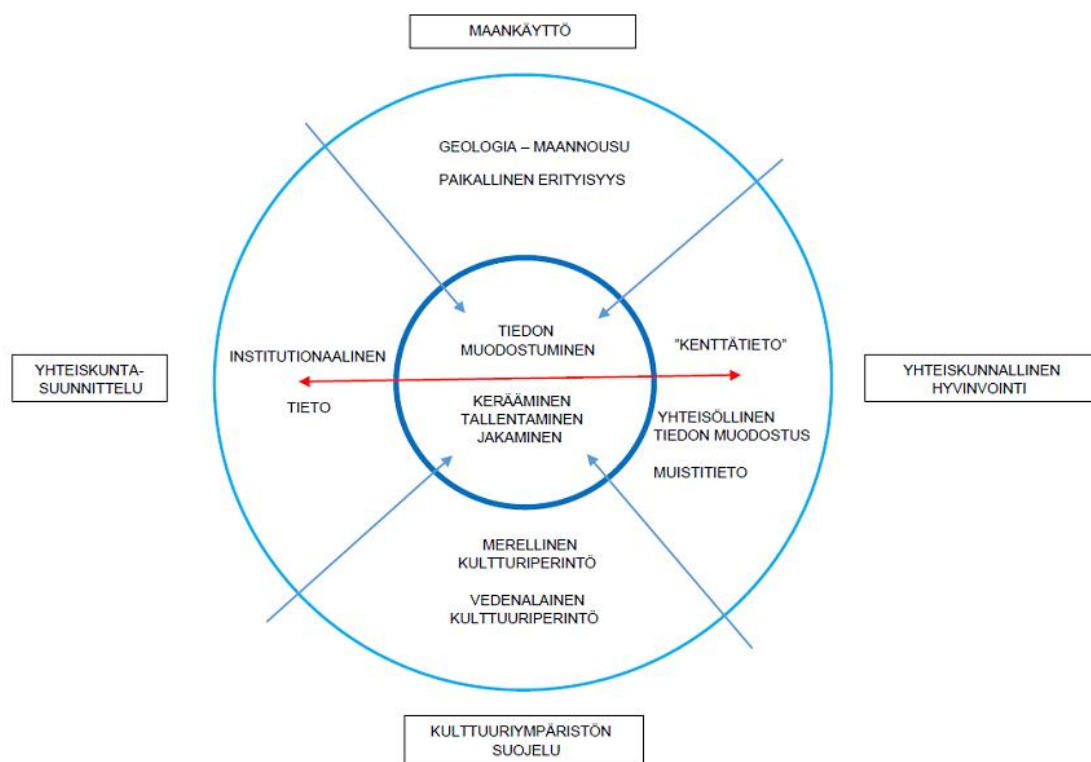 MAANKÄYTTÖ
GEOLOGIA – MAANNOUSU
PAIKALLINEN ERITYISYYS
TIEDON
MUODOSTUMINEN
KERÄÄMINEN
TALLENTAMINEN
JAKAMINEN
INSTITUTIONAALINEN
TIETO
"KENTTÄTIETO"
YHTEISÖLLINEN
TIEDON MUODOSTUS
MUISTITIETO
YHTEISKUNTA-
SUUNNITTELU
YHTEISKUNNALLINEN
HYVINVOINTI
MERELLINEN
KULTTURIPERINTÖ
VEDENALAINEN
KULTTUURIPERINTÖ
KULTTUURIYMPÄRISTÖN
SUOJELU